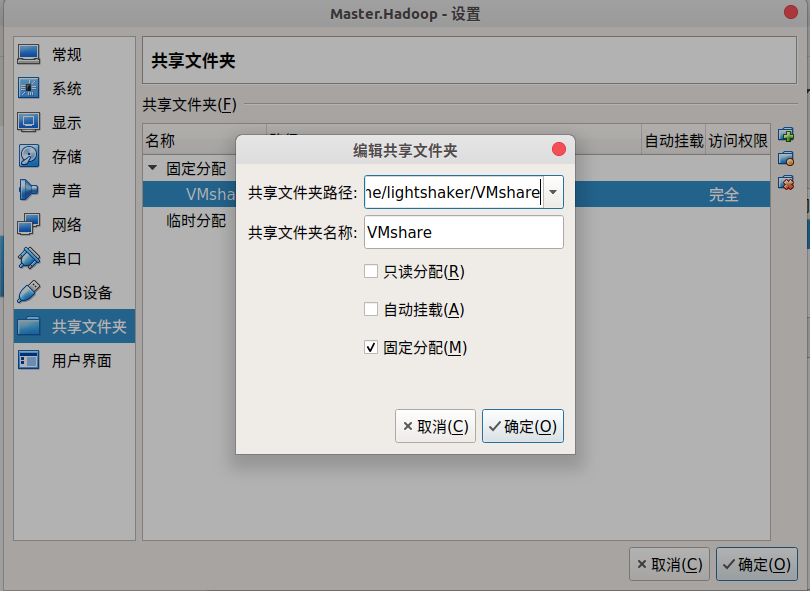 Master.Hadoop - 设置
常规
系统
显示
存储
声音
网络
串口
USB设备
共享文件夹
用户界面
共享文件夹
共享文件夹(F)
名称 自动挂载 访问权限
固定分配
VMsha 完全
临时分配
编辑共享文件夹
共享文件夹路径: ne/lightshaker/VMshare
共享文件夹名称: VMshare
只读分配(R)
自动挂载(A)
固定分配(M)
取消(C) 确定(O)
取消(C) 确定(O)